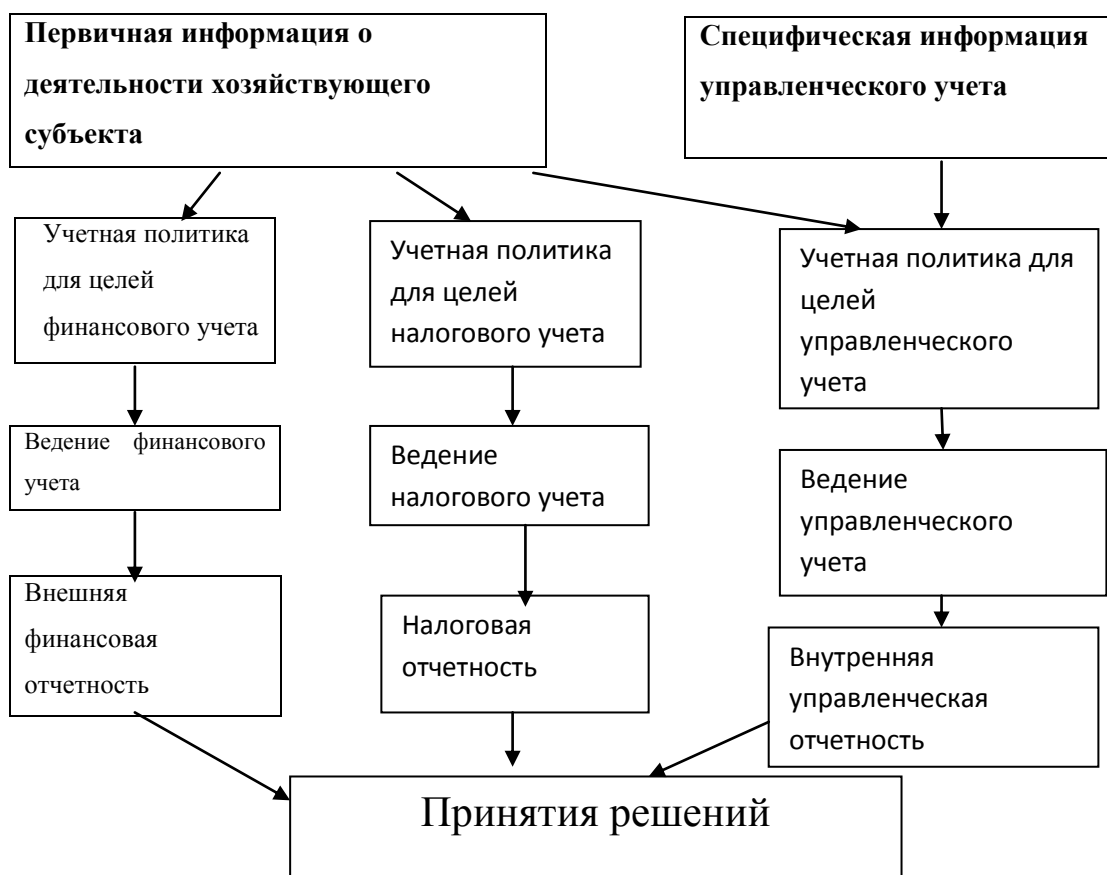 Первичная информация о
деятельности хозяйствующего
субъекта
Специфическая информация
управленческого учета
Учетная политика
для целей
финансового учета
Учетная политика
для целей
налогового учета
Учетная политика для
целей
управленческого
учета
Ведение финансового
учета
Ведение
налогового учета
Ведение
управленческого
учета
Внешняя
финансовая
отчетность
Налоговая
отчетность
Внутренняя
управленческая
отчетность
Принятия решений